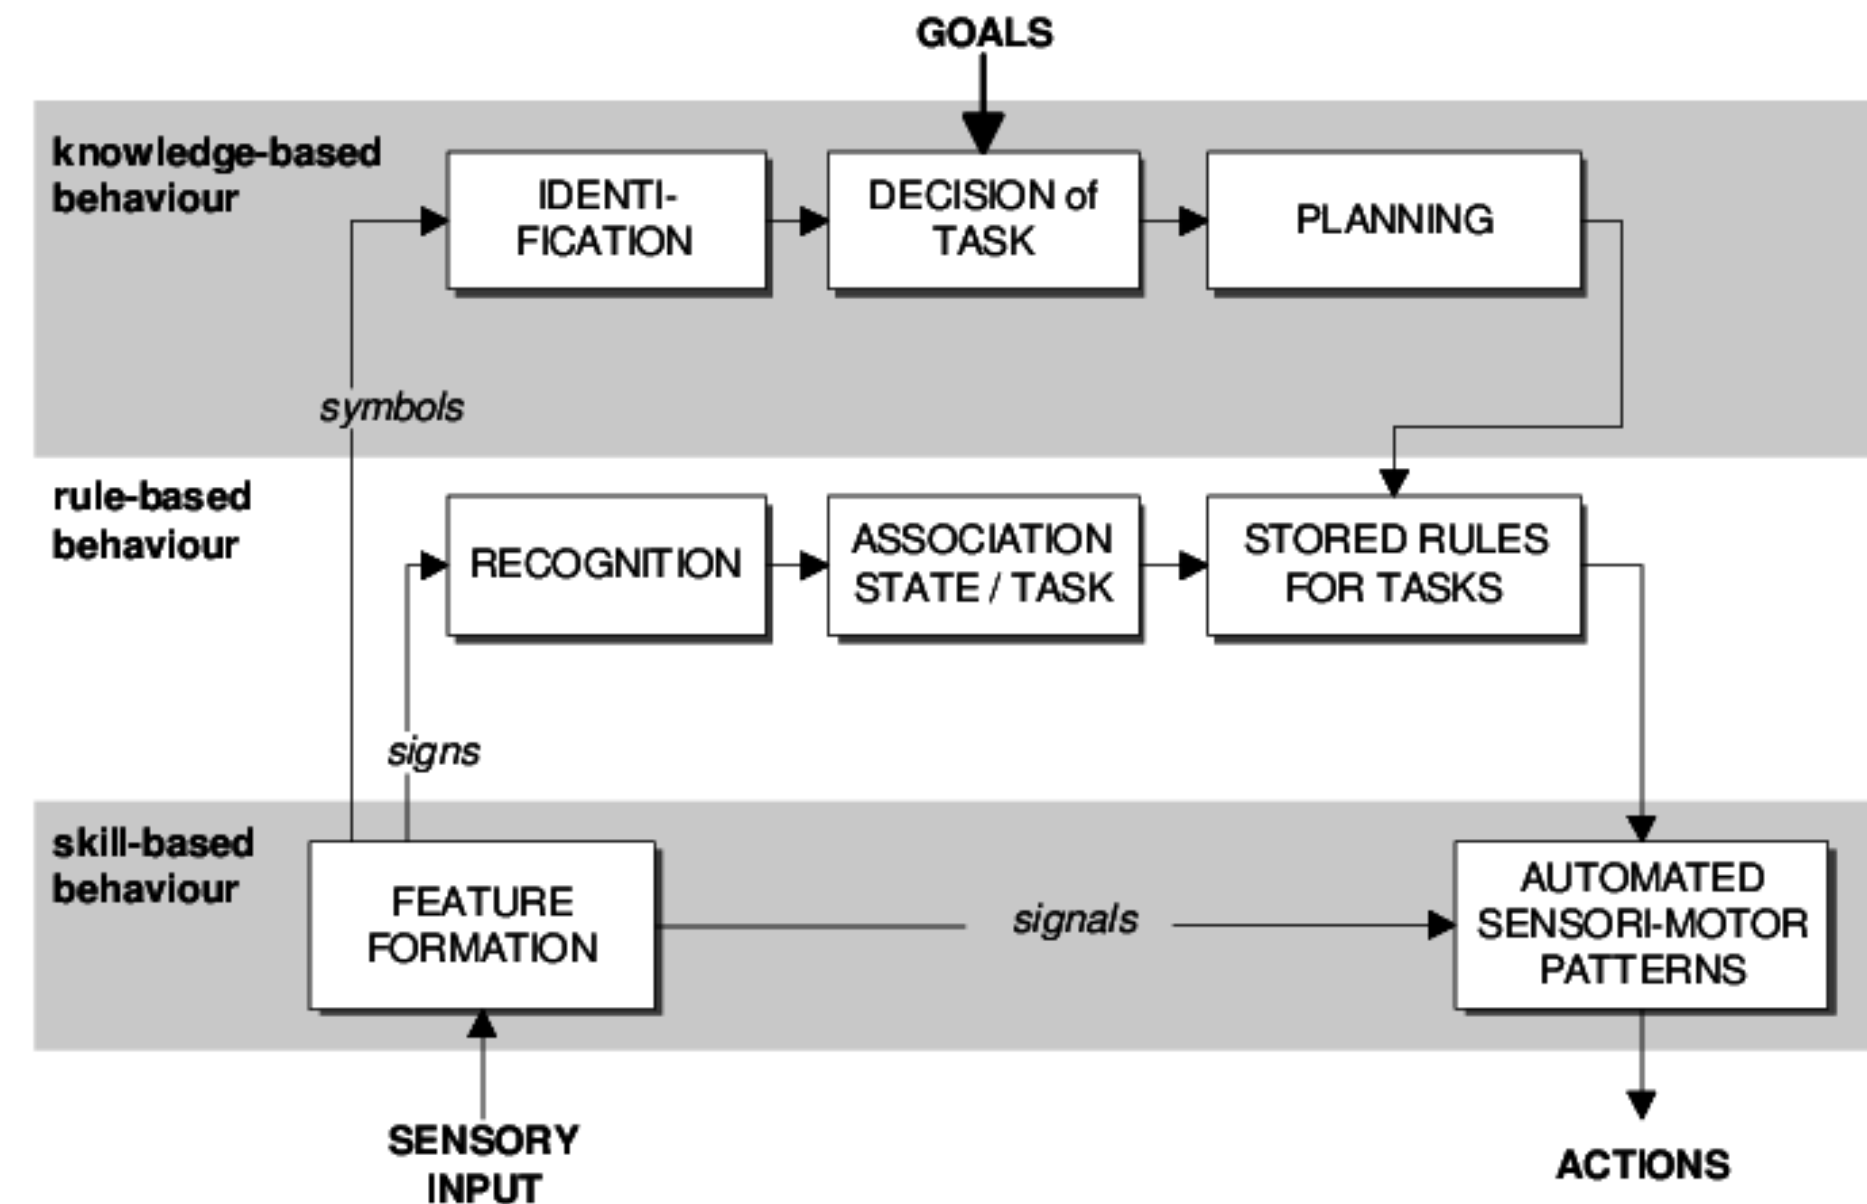 GOALS
knowledge-based
behaviour
IDENTI-
FICATION
DECISION of
TASK
PLANNING
symbols
rule-based
behaviour
RECOGNITION
ASSOCIATION
STATE / TASK
STORED RULES
FOR TASKS
signs
skill-based
behaviour
FEATURE
FORMATION
signals
AUTOMATED
SENSORI-MOTOR
PATTERNS
SENSORY
INPUT
ACTIONS